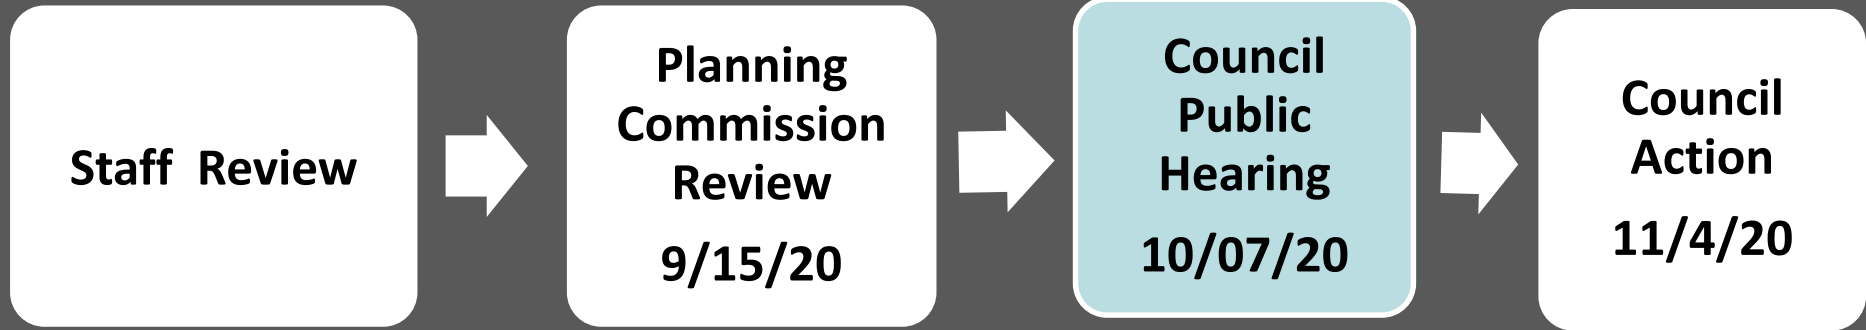 Staff Review
Planning
Commission
Review
9/15/20
Council
Public
Hearing
10/07/20
Council
Action
11/4/20